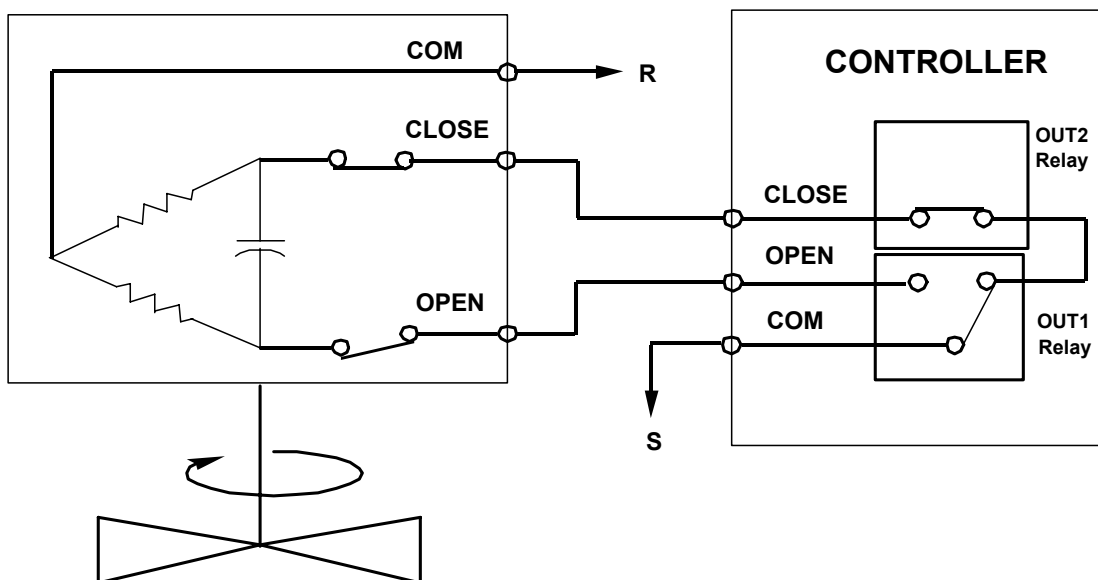 COM
R
CLOSE
OPEN
CONTROLLER
OUT2
Relay
CLOSE
OPEN
COM
OUT1
Relay
S